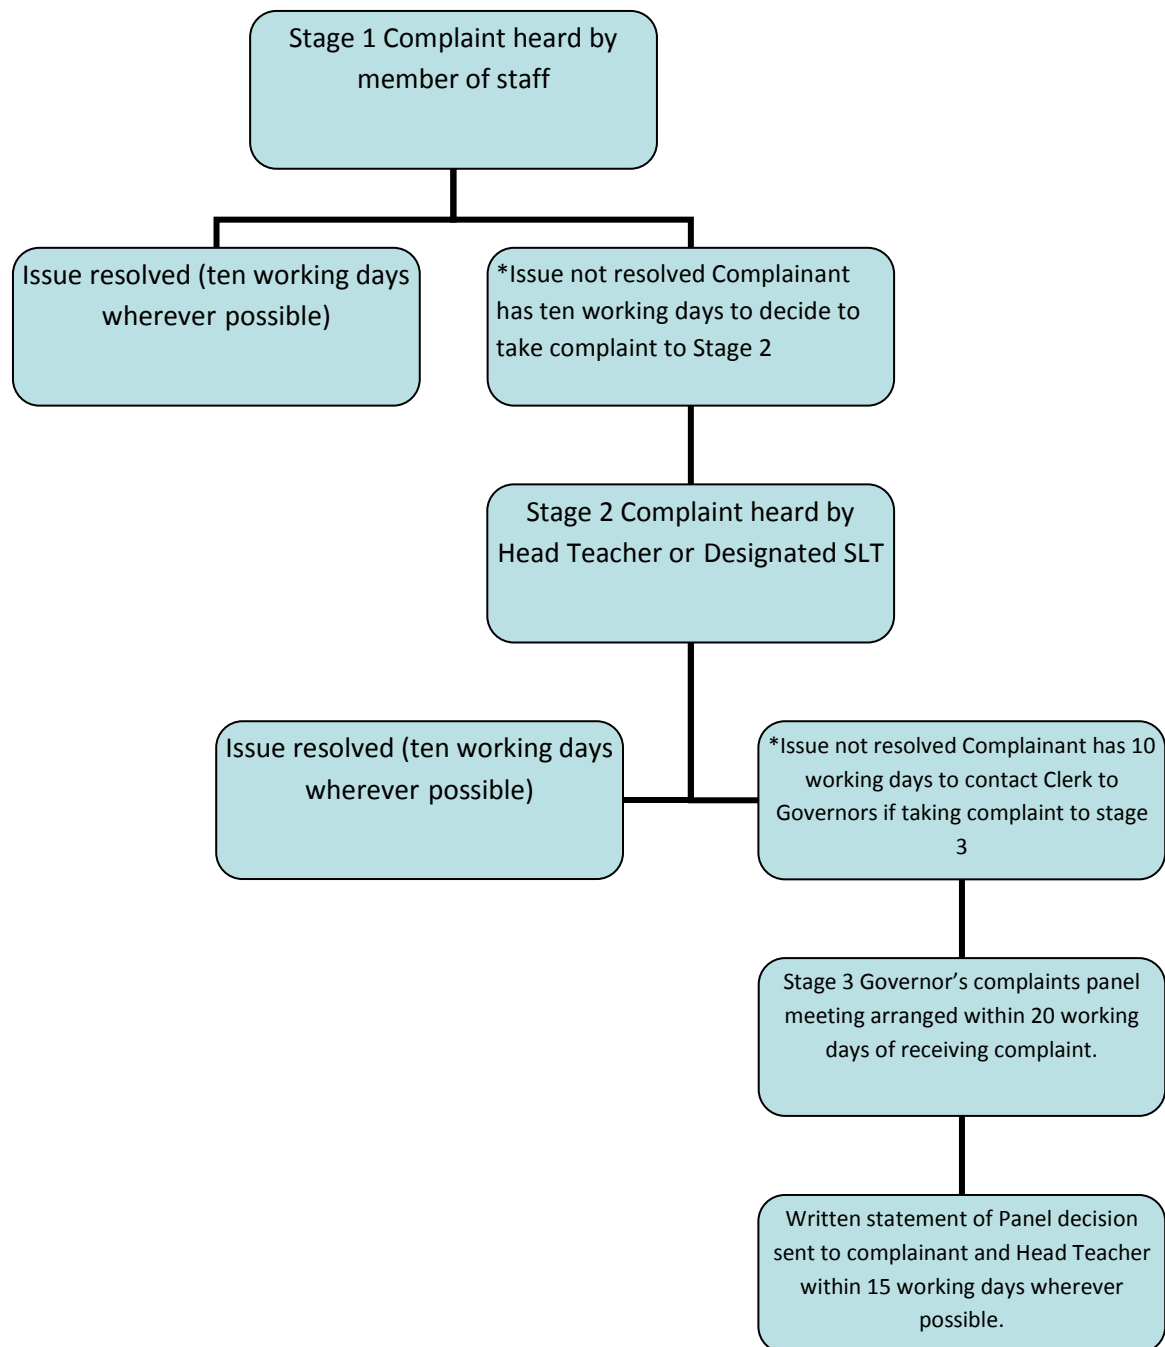 Stage 1 Complaint heard by
member of staff
Issue resolved (ten working days
wherever possible)
*Issue not resolved Complainant
has ten working days to decide to
take complaint to Stage 2
Stage 2 Complaint heard by
Head Teacher or Designated SLT
Issue resolved (ten working days
wherever possible)
*Issue not resolved Complainant has 10
working days to contact Clerk to
Governors if taking complaint to stage
3
Stage 3 Governor’s complaints panel
meeting arranged within 20 working
days of receiving complaint.
Written statement of Panel decision
sent to complainant and Head Teacher
within 15 working days wherever
possible.